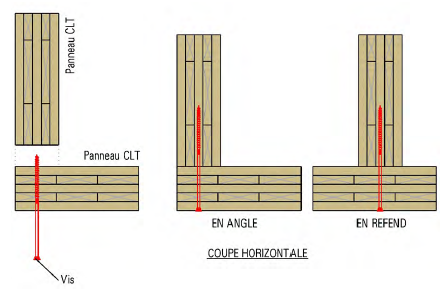 Panneau CLT
Panneau CLT
Vis
EN ANGLE
EN REFEND
COUPE HORIZONTALE